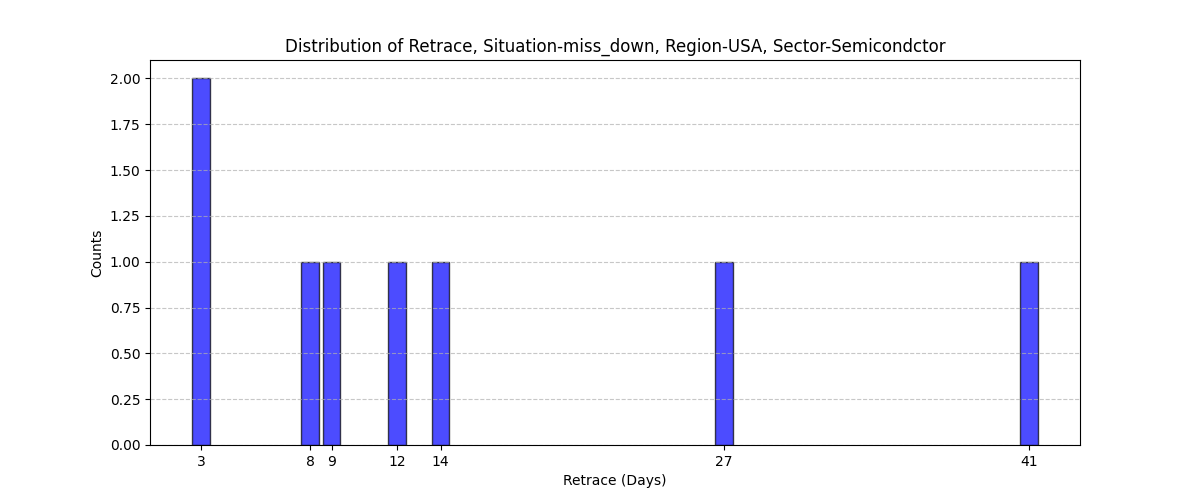 Distribution of Retrace, Situation-miss_down, Region-USA, Sector-Semicondctor
2.00
1.75
1.50
1.25
1.00
0.75
0.50
0.25
0.00
Counts
3 8 9 12 14 27 41
Retrace (Days)